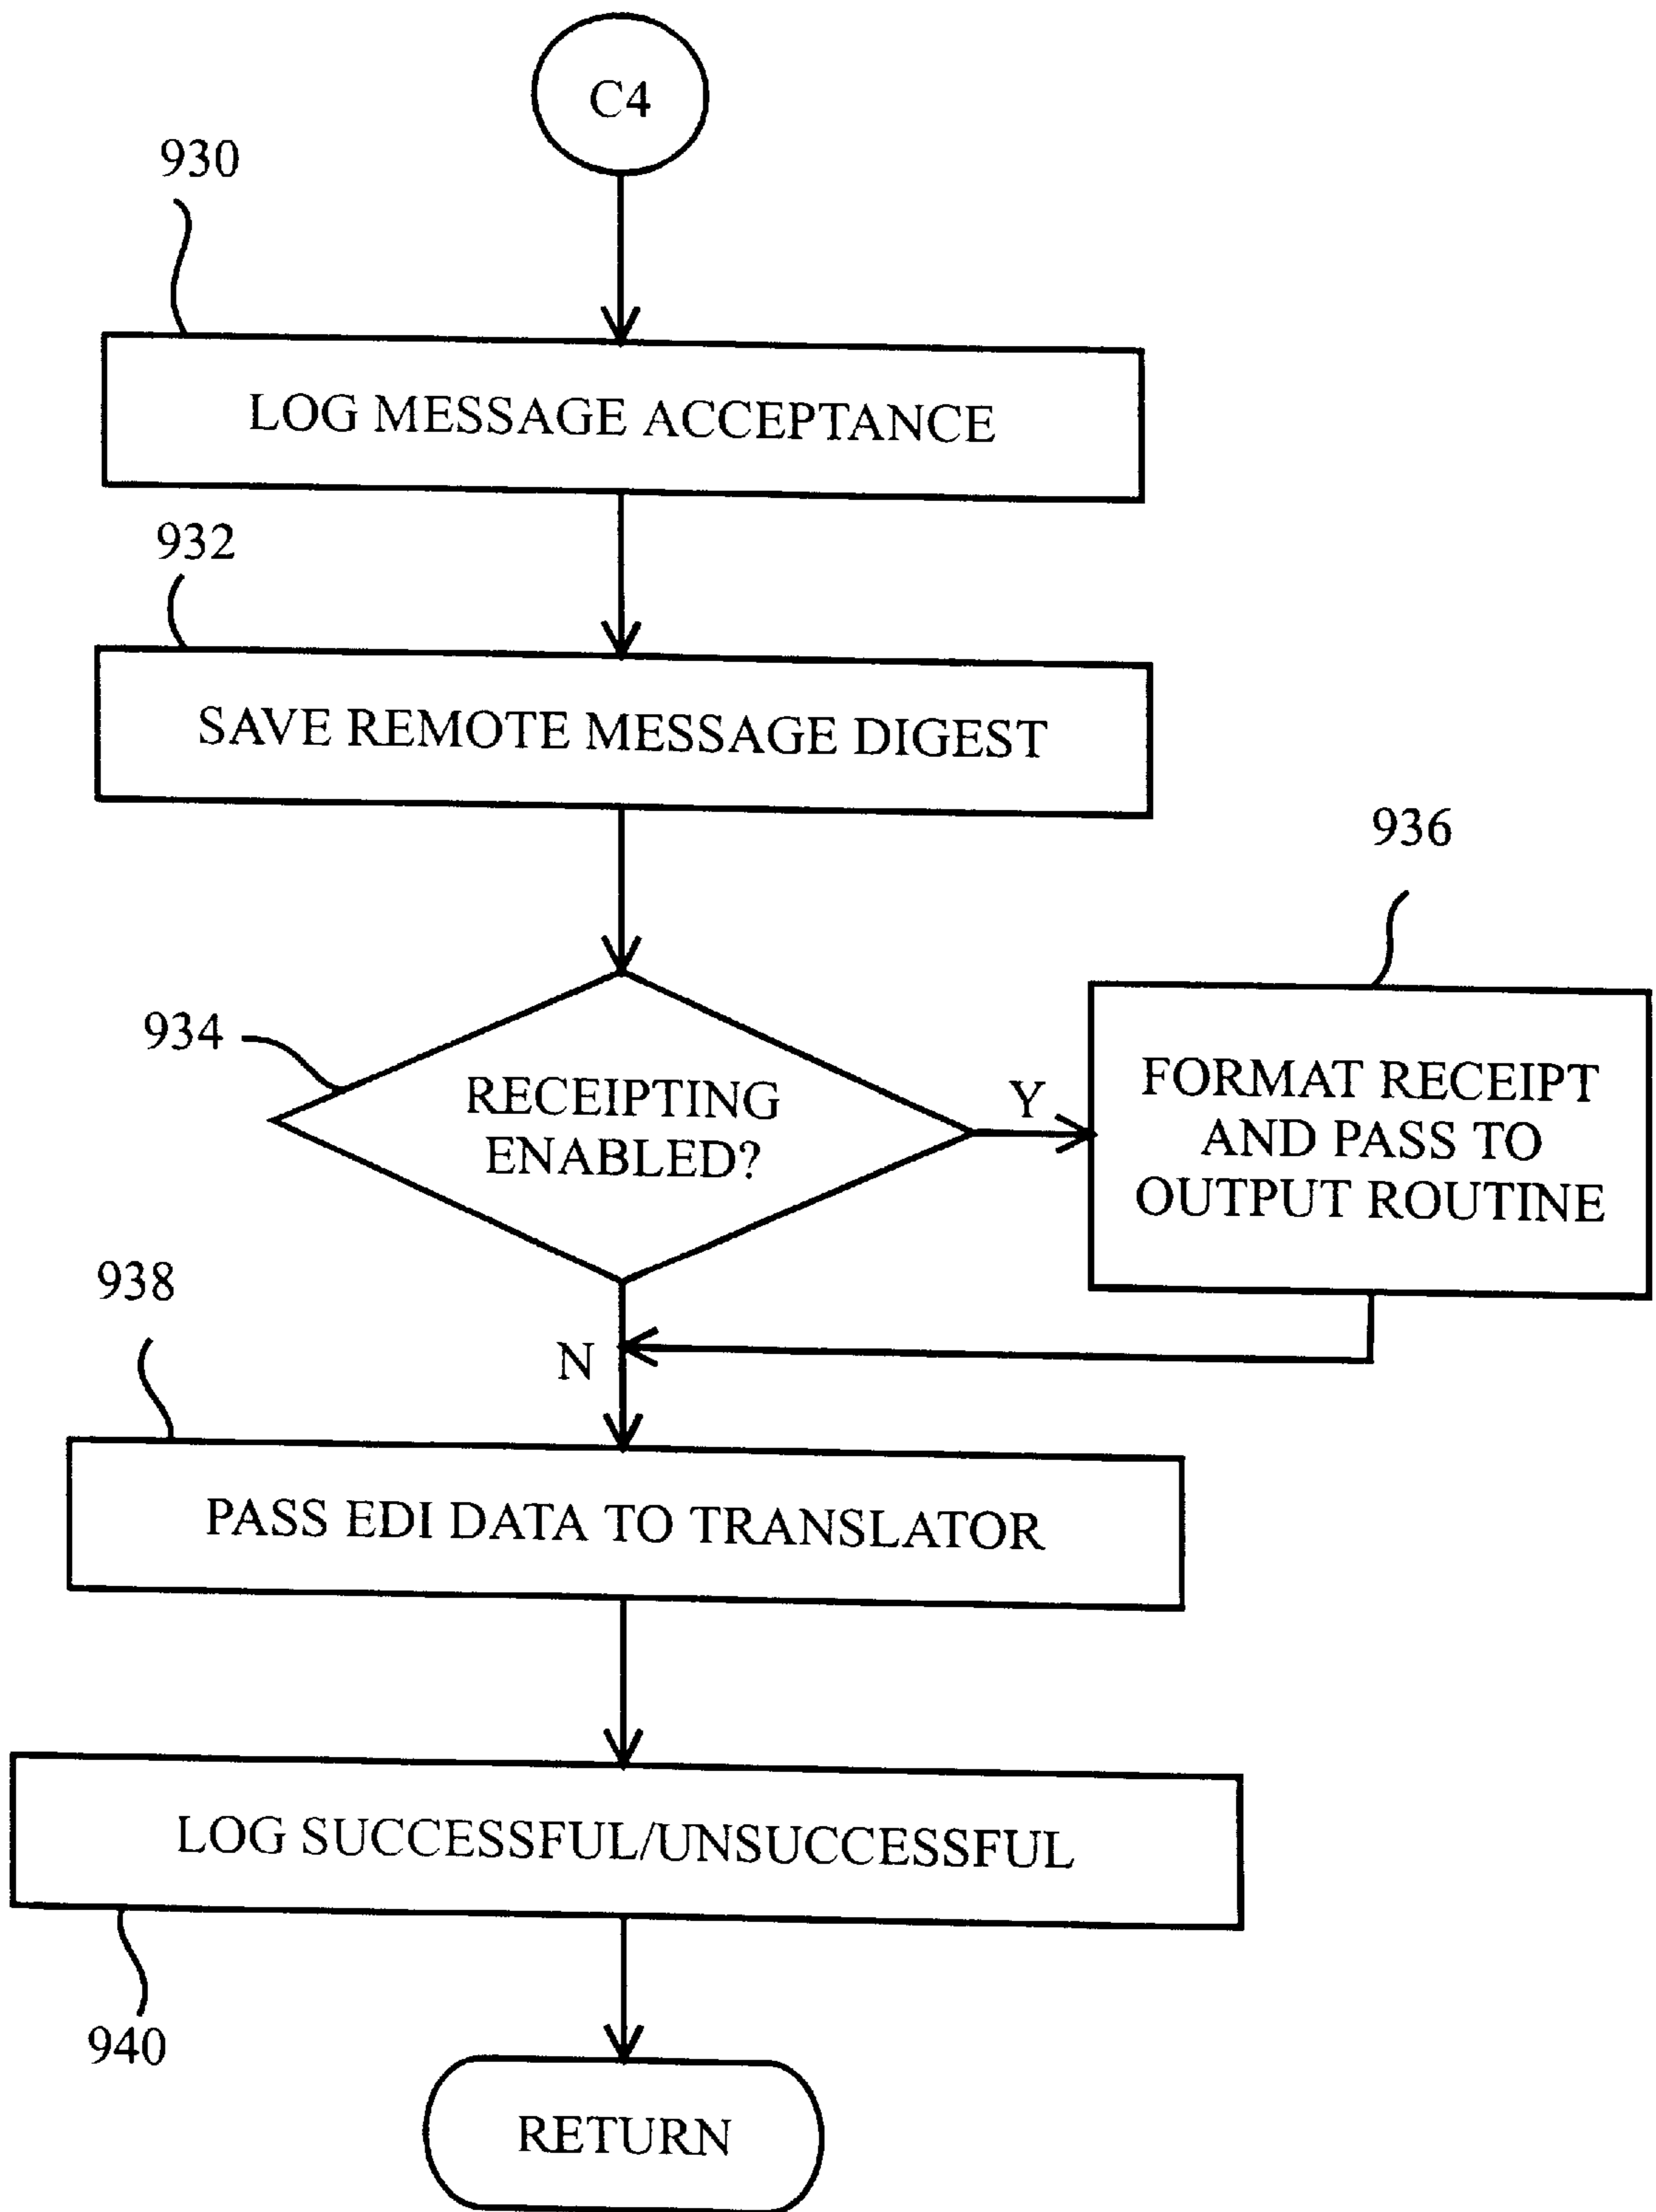 C4
930
LOG MESSAGE ACCEPTANCE
932
SAVE REMOTE MESSAGE DIGEST
936
934
RECEIPTING
ENABLED?
Y
FORMAT RECEIPT
AND PASS TO
OUTPUT ROUTINE
938
N
PASS EDI DATA TO TRANSLATOR
LOG SUCCESSFUL/UNSUCCESSFUL
940
RETURN